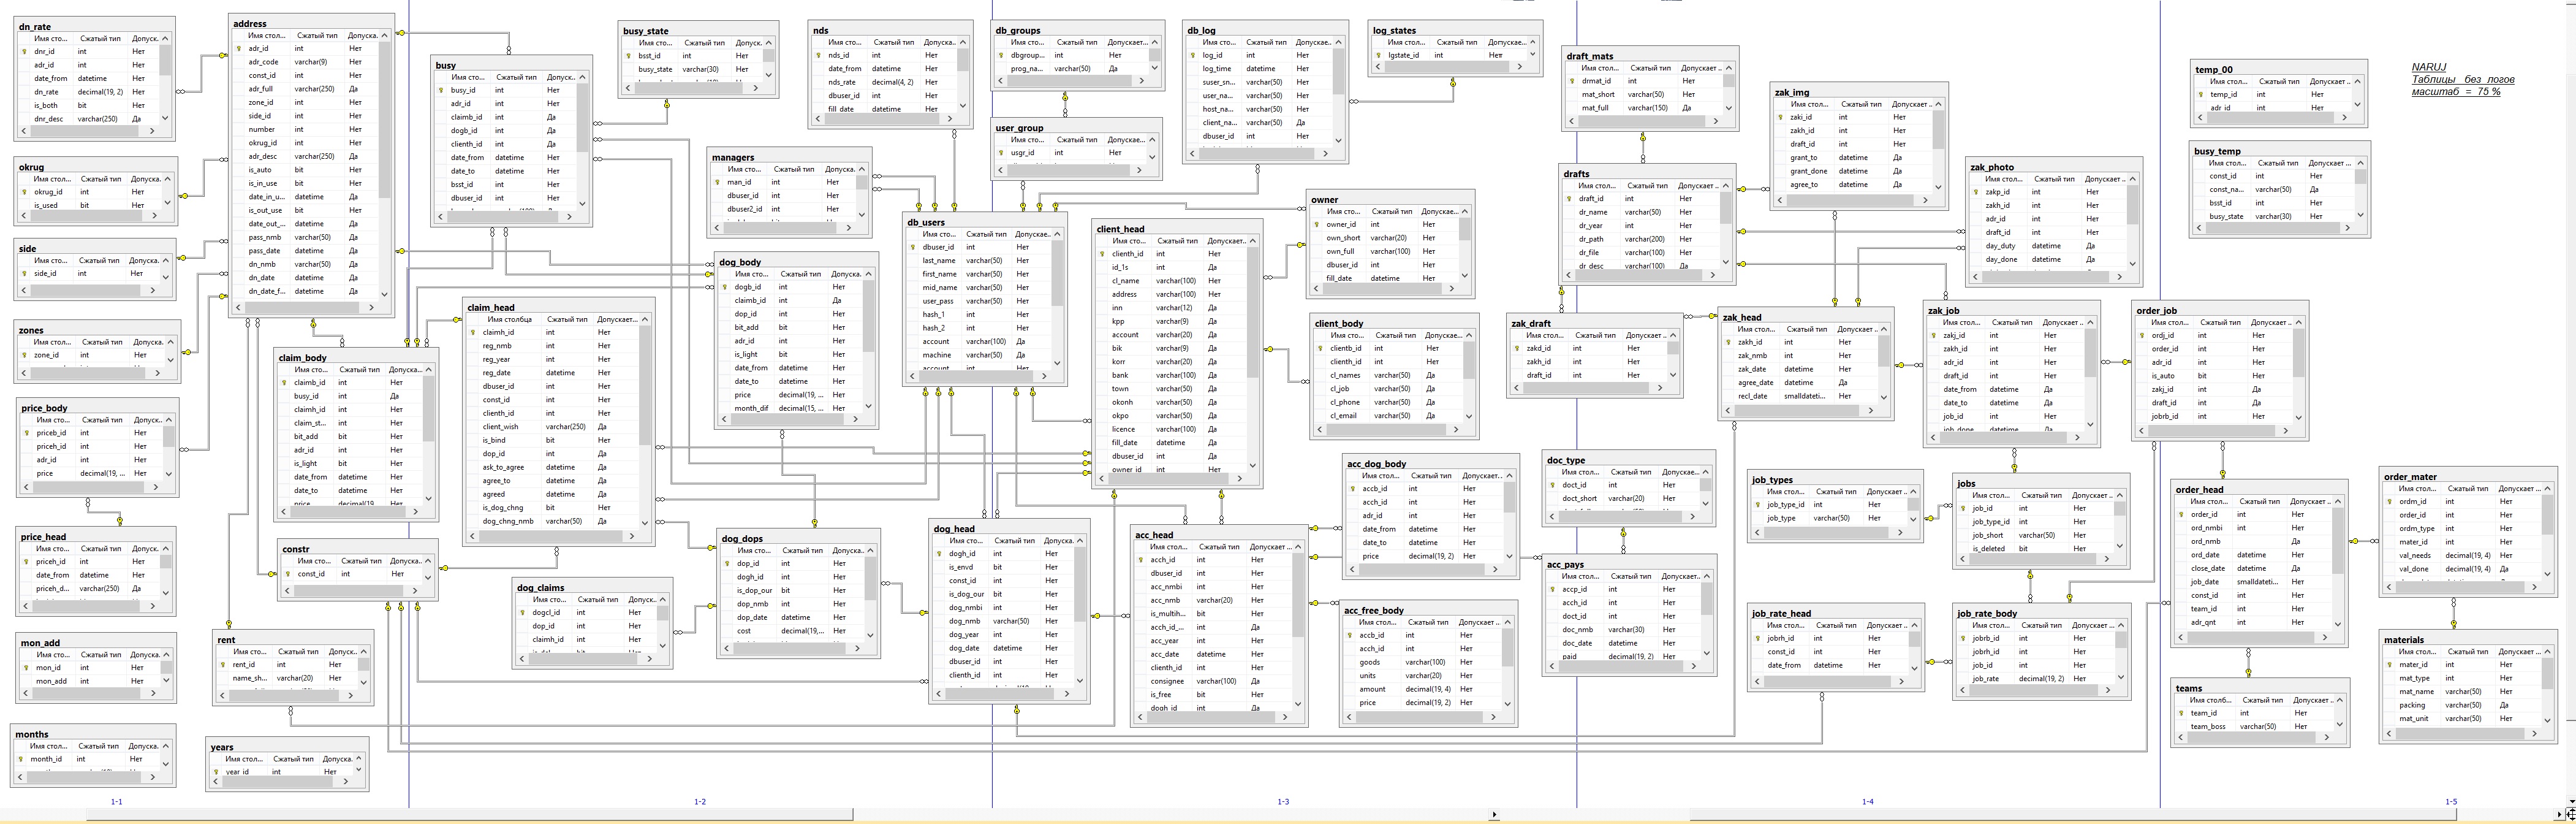 dn_rate
Имя стол... Сжатый тип Допуска.
dnr_id int Нет
adr_id int Нет
date_from datetime Нет
dn_rate decimal(19, 2) Нет
is_both bit Нет
dnr_desc varchar(250) Да
okrug
Имя стол... Сжатый тип Допуска.
okrug_id int Нет
is_used bit Нет
side
Имя сто... Сжатый тип Допуска...
side_id int Нет
zones
Имя сто... Сжатый тип Допуска...
zone_id int Нет
price_body
Имя сто... Сжатый тип Допуск...
priceb_id int Нет
priceh_id int Нет
adr_id int Нет
price decimal(19, ... Нет
price_head
Имя сто... Сжатый тип Допуск...
priceh_id int Нет
date_from datetime Нет
priceh_d... varchar(250) Да
mon_add
Имя стол... Сжатый тип Допуска.
mon_id int Нет
mon_add int Нет
months
Имя стол... Сжатый тип Допуска.
month_id int Нет
address
Имя стол... Сжатый тип Допуска.
adr_id int Нет
adr_code varchar(9) Нет
const_id int Нет
adr_full varchar(250) Да
zone_id int Нет
side_id int Нет
number int Нет
okrug_id int Нет
adr_desc varchar(250) Да
is_auto bit Нет
is_in_use bit Нет
date_in_u... datetime Да
is_out_use bit Нет
date_out_... datetime Да
pass_nmb varchar(50) Да
pass_date datetime Да
dn_nmb varchar(50) Да
dn_date datetime Да
dn_date_f... datetime Да
claim_body
Имя сто... Сжатый тип Допуска...
claimb_id int Нет
busy_id int Да
claimh_id int Нет
claim_st... int Нет
bit_add bit Нет
adr_id int Нет
is_light bit Нет
date_from datetime Нет
date_to datetime Нет
constr
Имя сто... Сжатый тип Допуск...
const_id int Нет
rent
Имя сто... Сжатый тип Допуск...
rent_id int Нет
name_sh... varchar(20) Нет
years
Имя стол... Сжатый тип Допуска.
year_id int Нет
busy
Имя сто... Сжатый тип Допуск...
busy_id int Нет
adr_id int Нет
claimb_id int Да
dogb_id int Да
clienth_id int Да
date_from datetime Нет
date_to datetime Нет
bsst_id int Нет
dbuser_id int Нет
claim_head
Имя столбца Сжатый тип Допускает...
claimh_id int Нет
reg_nmb int Нет
reg_year int Нет
reg_date datetime Нет
dbuser_id int Нет
const_id int Нет
clienth_id int Нет
client_wish varchar(250) Да
is_bind bit Нет
dop_id int Да
ask_to_agree datetime Да
agree_to datetime Да
agreed datetime Да
is_dog_chng bit Нет
dog_chng_nmb varchar(50) Да
dog_claims
Имя сто... Сжатый тип Допуск...
dogcl_id int Нет
dop_id int Нет
claimh_id int Нет
busy_state
Имя сто... Сжатый тип Допуск.
bsst_id int Нет
busy_state varchar(30) Нет
managers
Имя сто... Сжатый тип Допуска.
man_id int Нет
dbuser_id int Нет
dbuser2_id int Нет
dog_body
Имя сто... Сжатый тип Допуск...
dogb_id int Нет
claimb_id int Да
dop_id int Нет
bit_add bit Нет
adr_id int Нет
is_light bit Нет
date_from datetime Нет
date_to datetime Нет
price decimal(19, ... Нет
month_dif decimal(15, ... Нет
dog_dops
Имя сто... Сжатый тип Допуск...
dop_id int Нет
dogh_id int Нет
is_dop_our bit Нет
dop_nmb int Нет
dop_date datetime Нет
cost decimal(19,... Нет
nds
Имя сто... Сжатый тип Допуска...
nds_id int Нет
date_from datetime Нет
nds_rate decimal(4, 2) Нет
dbuser_id int Нет
fill_date datetime Нет
db_users
Имя сто... Сжатый тип Допуска...
dbuser_id int Нет
last_name varchar(50) Нет
first_name varchar(50) Нет
mid_name varchar(50) Нет
user_pass varchar(50) Нет
hash_1 int Нет
hash_2 int Нет
account varchar(100) Да
machine varchar(50) Да
dog_head
Имя сто... Сжатый тип Допуска...
dogh_id int Нет
is_envd bit Нет
const_id int Нет
is_dog_our bit Нет
dog_nmbi int Нет
dog_nmb varchar(50) Нет
dog_year int Нет
dog_date datetime Нет
dbuser_id int Нет
clienth_id int Нет
db_groups
Имя сто... Сжатый тип Допускает...
dbgroup... int Нет
prog_na... varchar(50) Да
user_group
Имя сто... Сжатый тип Допускает...
usgr_id int Нет
db_log
Имя сто... Сжатый тип Допускает...
log_id int Нет
log_time datetime Нет
suser_sn... varchar(50) Нет
user_na... varchar(50) Нет
host_na... varchar(50) Нет
client_na... varchar(50) Да
dbuser_id int Нет
log_states
Имя сто... Сжатый тип Допускает...
lgstate_id int Нет
client_head
Имя стол... Сжатый тип Допускает..
clienth_id int Нет
id_1s int Да
cl_name varchar(100) Нет
address varchar(100) Нет
inn varchar(12) Да
kpp varchar(9) Да
account varchar(20) Да
bik varchar(9) Да
korr varchar(20) Да
bank varchar(100) Да
town varchar(50) Да
okonh varchar(50) Да
okpo varchar(50) Да
licence varchar(100) Да
fill_date datetime Да
dbuser_id int Да
owner_id int Нет
owner
Имя стол... Сжатый тип Допускае...
owner_id int Нет
own_short varchar(20) Нет
own_full varchar(100) Нет
dbuser_id int Нет
fill_date datetime Нет
client_body
Имя стол... Сжатый тип Допускае...
clientb_id int Нет
clienth_id int Нет
cl_names varchar(50) Да
cl_job varchar(50) Да
cl_phone varchar(50) Да
cl_email varchar(50) Да
acc_head
Имя стол... Сжатый тип Допускает ...
acch_id int Нет
dbuser_id int Нет
acc_nmbi int Нет
acc_nmb varchar(20) Нет
is_multih... bit Нет
acch_id_... int Да
acc_year int Нет
acc_date datetime Нет
clienth_id int Нет
consignee varchar(100) Да
is_free bit Нет
dogh_id int Да
acc_dog_body
Имя стол... Сжатый тип Допускает ...
accb_id int Нет
acch_id int Нет
adr_id int Нет
date_from datetime Нет
date_to datetime Нет
price decimal(19, 2) Нет
acc_free_body
Имя стол... Сжатый тип Допускает ...
accb_id int Нет
acch_id int Нет
goods varchar(100) Нет
units varchar(20) Нет
amount decimal(19, 4) Нет
price decimal(19, 2) Нет
draft_mats
Имя стол... Сжатый тип Допускает ..
drmat_id int Нет
mat_short varchar(50) Нет
mat_full varchar(150) Да
drafts
Имя стол... Сжатый тип Допускает ..
draft_id int Нет
dr_name varchar(50) Нет
dr_year int Нет
dr_path varchar(200) Нет
dr_file varchar(100) Нет
dr_desc varchar(100) Да
zak_draft
Имя стол... Сжатый тип Допускает ..
zakd_id int Нет
zakh_id int Нет
draft_id int Нет
doc_type
Имя стол... Сжатый тип Допускает...
doct_id int Нет
doct_short varchar(20) Нет
acc_pays
Имя стол... Сжатый тип Допускает...
accp_id int Нет
acch_id int Нет
doct_id int Нет
doc_nmb varchar(30) Нет
doc_date datetime Нет
paid decimal(19, 2) Нет
zak_img
Имя стол... Сжатый тип Допускает ..
zaki_id int Нет
zakh_id int Нет
draft_id int Нет
grant_to datetime Да
grant_done datetime Да
agree_to datetime Да
zak_photo
Имя стол... Сжатый тип Допускает ..
zakp_id int Нет
zakh_id int Нет
adr_id int Нет
draft_id int Нет
day_duty datetime Да
day_done datetime Да
zak_head
Имя стол... Сжатый тип Допускает ..
zakh_id int Нет
zak_nmb int Нет
zak_date datetime Нет
agree_date datetime Нет
recl_date smalldateti... Нет
zak_job
Имя стол... Сжатый тип Допускает ..
zakj_id int Нет
zakh_id int Нет
adr_id int Нет
draft_id int Нет
date_from datetime Да
date_to datetime Да
job_id int Нет
job_done datetime Да
order_job
Имя стол... Сжатый тип Допускает ..
ordj_id int Нет
order_id int Нет
adr_id int Нет
is_auto bit Нет
zakj_id int Да
draft_id int Да
jobrb_id int Нет
job_types
Имя стол... Сжатый тип Допускает ..
job_type_id int Нет
job_type varchar(50) Нет
jobs
Имя стол... Сжатый тип Допускает ..
job_id int Нет
job_type_id int Нет
job_short varchar(50) Нет
is_deleted bit Нет
job_rate_head
Имя стол... Сжатый тип Допускает ..
jobrh_id int Нет
const_id int Нет
date_from datetime Нет
job_rate_body
Имя стол... Сжатый тип Допускает ..
jobrb_id int Нет
jobrh_id int Нет
job_id int Нет
job_rate decimal(19, 2) Нет
order_head
Имя стол... Сжатый тип Допускает ..
order_id int Нет
ord_nmbi int Нет
ord_nmb Да
ord_date datetime Нет
close_date datetime Да
job_date smalldateti... Нет
const_id int Нет
team_id int Нет
adr_qnt int Нет
teams
Имя столб... Сжатый тип Допускает ..
team_id int Нет
team_boss varchar(50) Нет
order_mater
Имя стол... Сжатый тип Допускает ...
ordm_id int Нет
order_id int Нет
ordm_type int Нет
mater_id int Нет
val_needs decimal(19, 4) Нет
val_done decimal(19, 4) Да
materials
Имя стол... Сжатый тип Допускает ...
mater_id int Нет
mat_type int Нет
mat_name varchar(50) Нет
packing varchar(50) Да
mat_unit varchar(50) Нет
temp_00
Имя стол... Сжатый тип Допускает ..
temp_id int Нет
adr_id int Нет
busy_temp
Имя стол... Сжатый тип Допускает ...
const_id int Нет
const_na... varchar(50) Да
bsst_id int Нет
busy_state varchar(30) Нет
NARUJ
Таблицы без логов
масштаб = 75 %
1-1 1-2 1-3 1-4 1-5